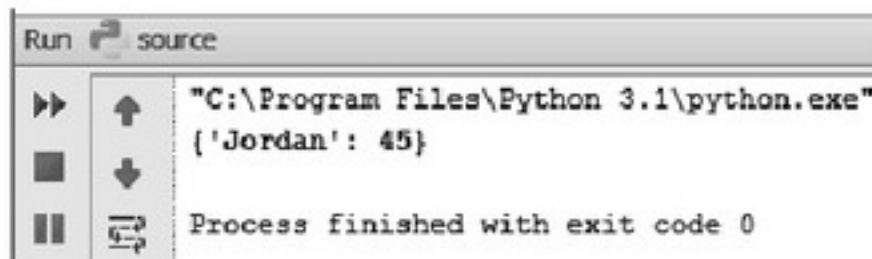 Run source
"C:\Program Files\Python 3.1\python.exe"
{'Jordan': 45}
Process finished with exit code 0